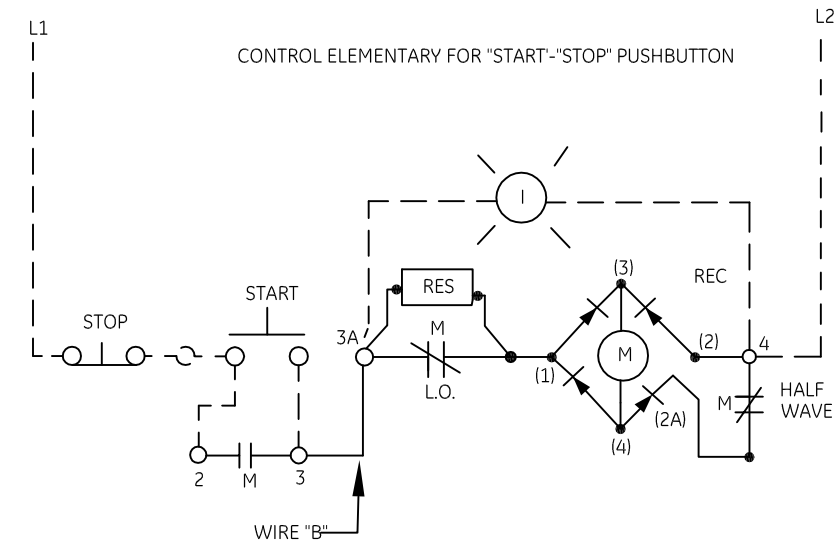 L1
L2
CONTROL ELEMENTARY FOR "START'-"STOP" PUSHBUTTON
I
(3)
REC
RES
START
STOP
3A
M
M
(2)
4
(1)
L.O.
M
HALF
WAVE
(2A)
(4)
2
M
3
WIRE "B"